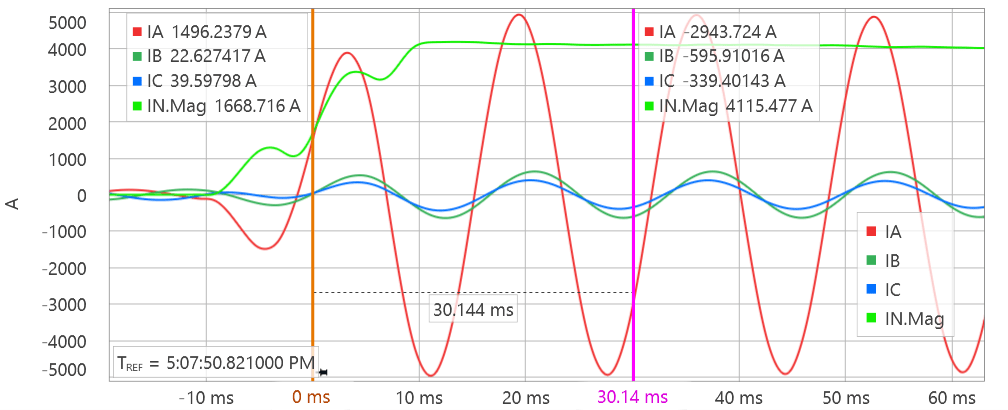 5000
4000
3000
2000
1000
0
-1000
-2000
-3000
-4000
-5000
A
IA 1496.2379 A
IB 22.627417 A
IC 39.59798 A
IN.Mag 1668.716 A
IA -2943.724 A
IB -595.91016 A
IC -339.40143 A
IN.Mag 4115.477 A
IA
IB
IC
IN.Mag
30.144 ms
TREF = 5:07:50.821000 PM
-10 ms
0 ms
10 ms
20 ms
30.14 ms
40 ms
50 ms
60 ms